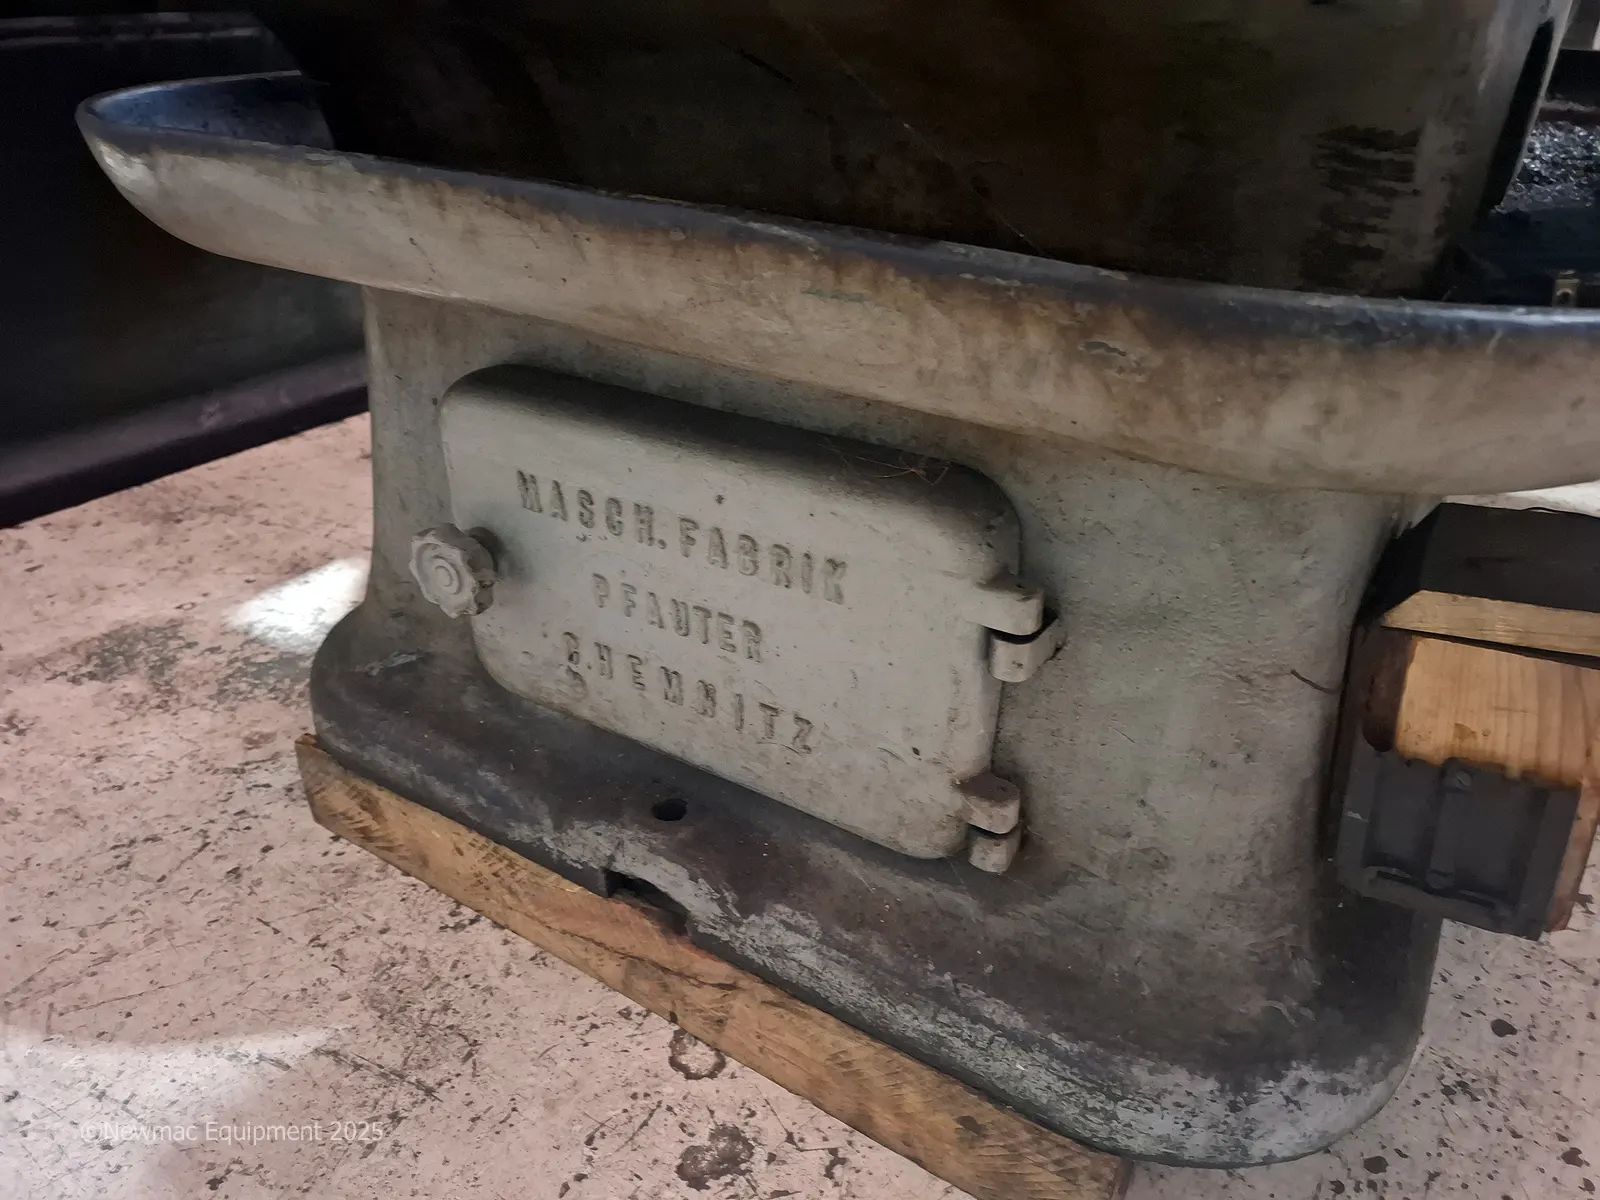 MASCH. FABRIK
PFAUTER
CHEMNITZ
©Newmac Equipment 2025